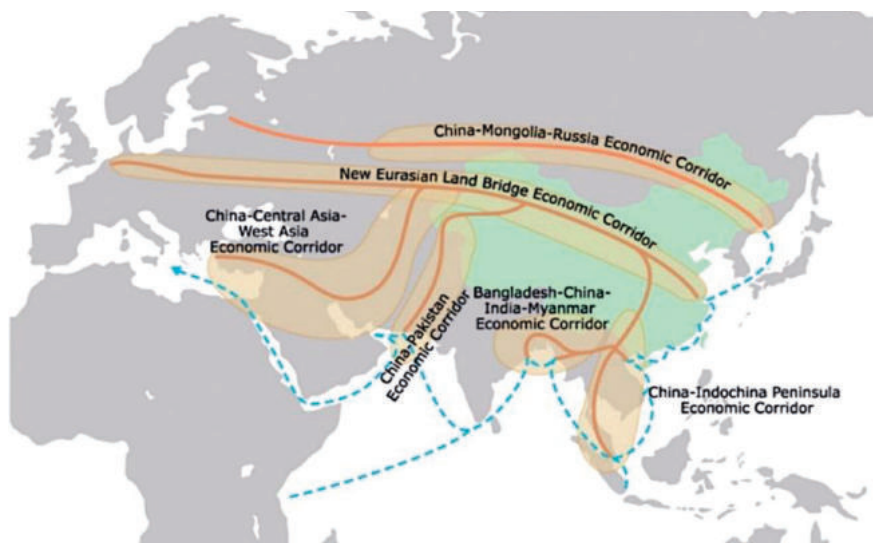 China-Mongolia-Russia Economic Corridor
New Eurasian Land Bridge Economic Corridor
China-Central Asia-
West Asia
Economic Corridor
China-Pakistan
Economic Corridor
Bangladesh-China-
India-Myanmar
Economic Corridor
China-Indochina Peninsula
Economic Corridor